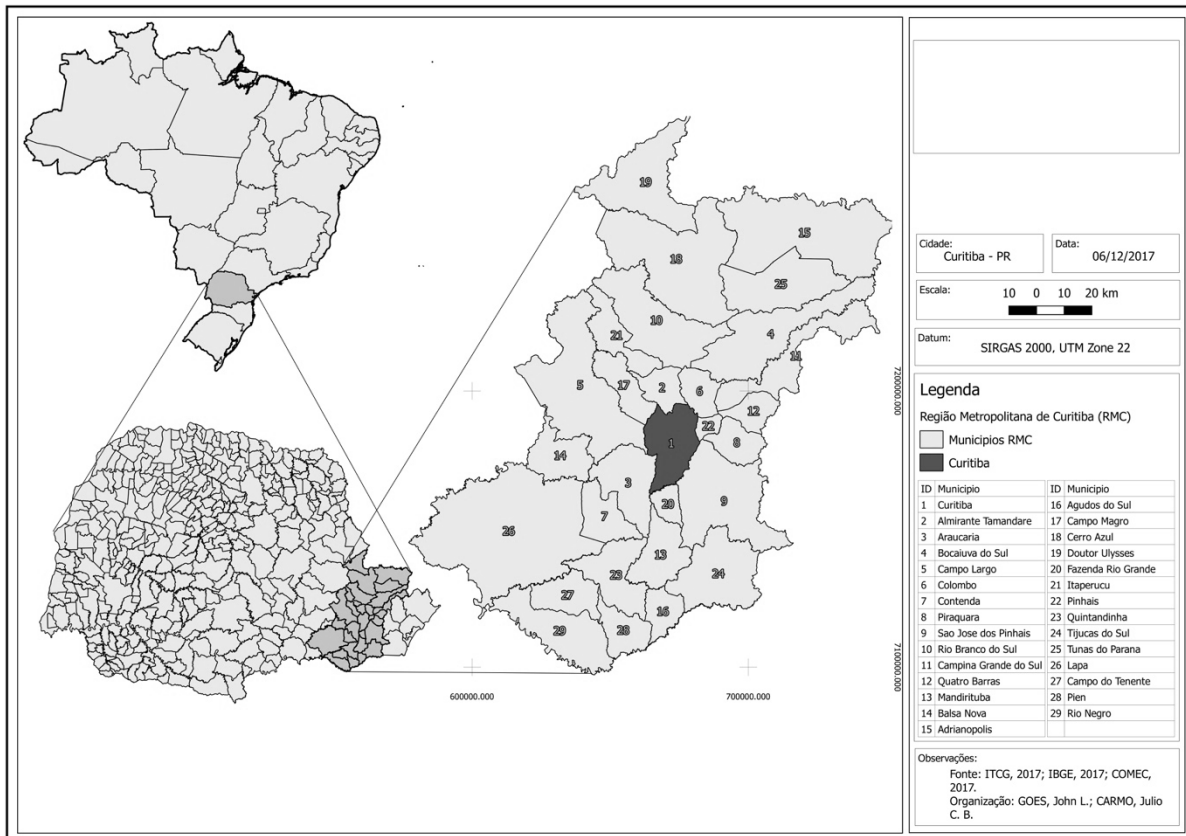 19
15
18
25
10
4
21
11
5
17
2
6
12
22
8
1
14
3
9
20
7
26
13
23
24
27
16
29
28
7200000.000
7100000.000
600000.000
700000.000
Cidade:
Curitiba - PR
Data:
06/12/2017
Escala:
10 0 10 20 km
Datum:
SIRGAS 2000, UTM Zone 22
Legenda
Região Metropolitana de Curitiba (RMC)
Municipios RMC
Curitiba
ID Municipio ID Municipio
1 Curitiba 16 Agudos do Sul
2 Almirante Tamandare 17 Campo Magro
3 Araucaria 18 Cerro Azul
4 Bocaiuva do Sul 19 Doutor Ulysses
5 Campo Largo 20 Fazenda Rio Grande
6 Colombo 21 Itaperucu
7 Contenda 22 Pinhais
8 Piraquara 23 Quintandinha
9 Sao Jose dos Pinhais 24 Tijucas do Sul
10 Rio Branco do Sul 25 Tunas do Parana
11 Campina Grande do Sul 26 Lapa
12 Quatro Barras 27 Campo do Tenente
13 Mandirituba 28 Pien
14 Balsa Nova 29 Rio Negro
15 Adrianopolis
Observações:
Fonte: ITCG, 2017; IBGE, 2017; COMEC,
2017.
Organização: GOES, John L.; CARMO, Julio
C. B.